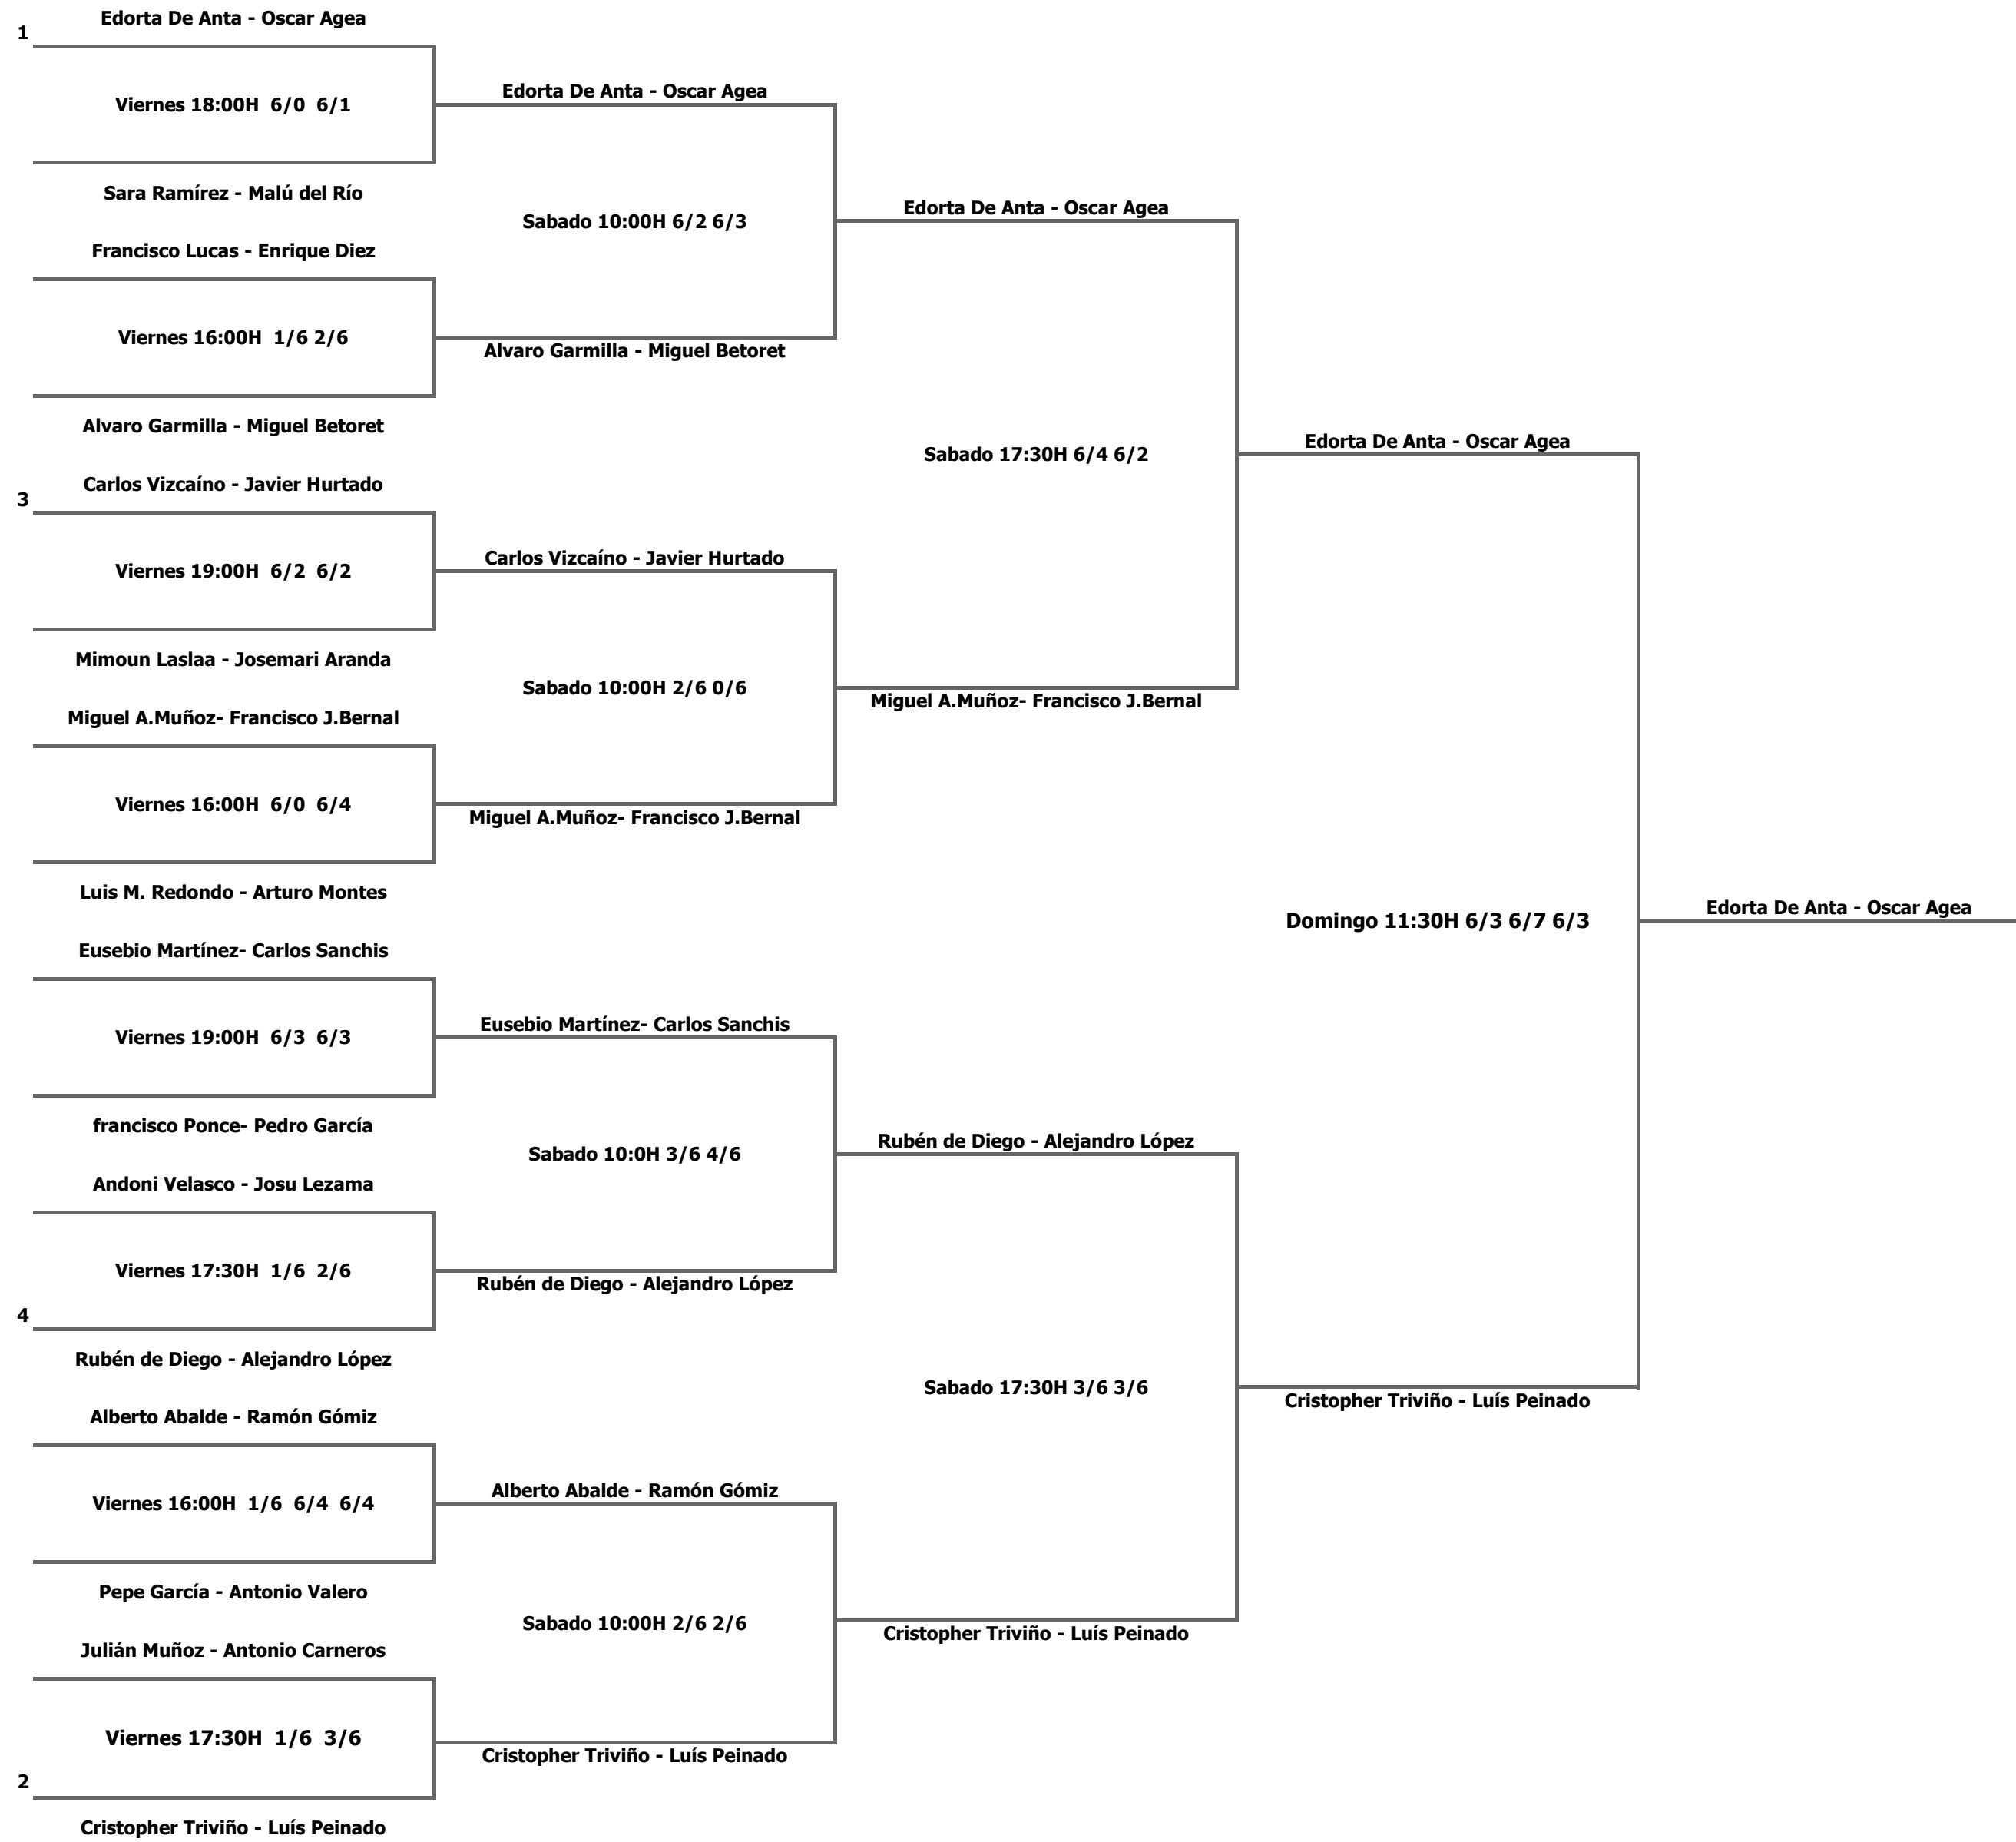 Edorta De Anta - Oscar Agea
1
Viernes 18:00H  6/0  6/1
Edorta De Anta - Oscar Agea
Sara Ramírez - Malú del Río
Sabado 10:00H 6/2 6/3
Edorta De Anta - Oscar Agea
Francisco Lucas - Enrique Diez
Viernes 16:00H  1/6 2/6
Alvaro Garmilla - Miguel Betoret
Alvaro Garmilla - Miguel Betoret
Sabado 17:30H 6/4 6/2
Edorta De Anta - Oscar Agea
Carlos Vizcaíno - Javier Hurtado
3
Viernes 19:00H  6/2  6/2
Carlos Vizcaíno - Javier Hurtado
Mimoun Laslaa - Josemari Aranda
Sabado 10:00H 2/6 0/6
Miguel A.Muñoz- Francisco J.Bernal
Miguel A.Muñoz- Francisco J.Bernal
Viernes 16:00H  6/0  6/4
Miguel A.Muñoz- Francisco J.Bernal
Luis M. Redondo - Arturo Montes
Domingo 11:30H 6/3 6/7 6/3
Edorta De Anta - Oscar Agea
Eusebio Martínez- Carlos Sanchis
Viernes 19:00H  6/3  6/3
Eusebio Martínez- Carlos Sanchis
francisco Ponce- Pedro García
Sabado 10:0H 3/6 4/6
Rubén de Diego - Alejandro López
Andoni Velasco - Josu Lezama
Viernes 17:30H  1/6  2/6
Rubén de Diego - Alejandro López
4
Rubén de Diego - Alejandro López
Sabado 17:30H 3/6 3/6
Cristopher Triviño - Luís Peinado
Alberto Abalde - Ramón Gómiz
Viernes 16:00H  1/6  6/4  6/4
Alberto Abalde - Ramón Gómiz
Pepe García - Antonio Valero
Sabado 10:00H 2/6 2/6
Cristopher Triviño - Luís Peinado
Julián Muñoz - Antonio Carneros
Viernes 17:30H  1/6  3/6
Cristopher Triviño - Luís Peinado
2
Cristopher Triviño - Luís Peinado